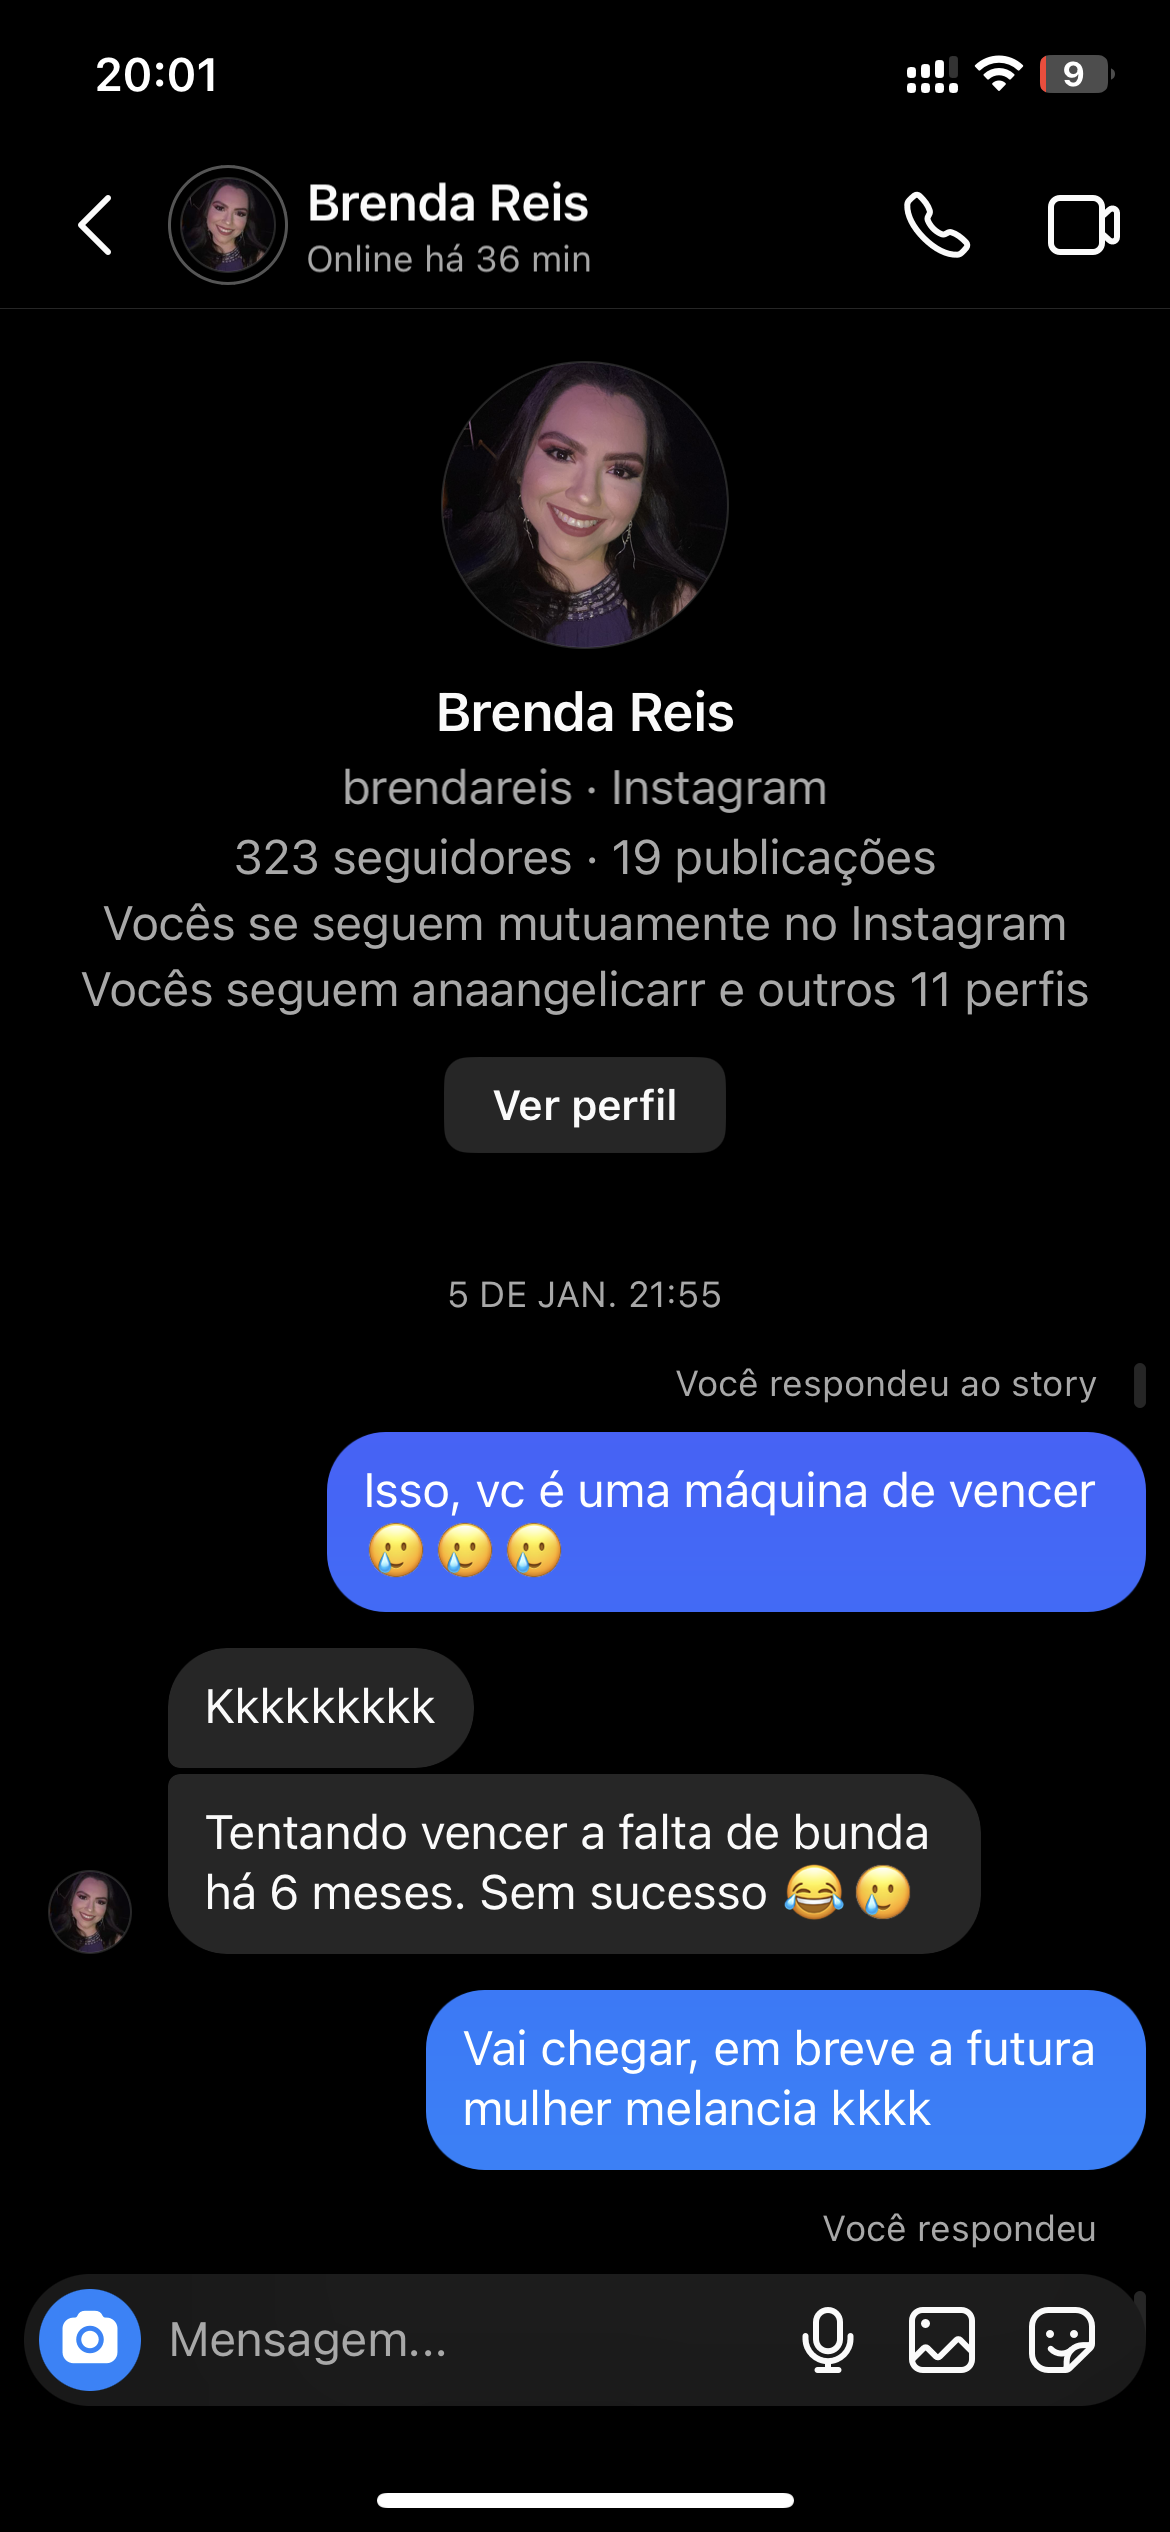 20:01
9
Brenda Reis
Online há 36 min
Brenda Reis
brendareis · Instagram
323 seguidores · 19 publicações
Vocês se seguem mutuamente no Instagram
Vocês seguem anaangelicarr e outros 11 perfis
Ver perfil
5 DE JAN. 21:55
Você respondeu ao story
Isso, vc é uma máquina de vencer
🥲🥲🥲
Kkkkkkkkk
Tentando vencer a falta de bunda
há 6 meses. Sem sucesso 😂🥲
Vai chegar, em breve a futura
mulher melancia kkkk
Você respondeu
Mensagem...